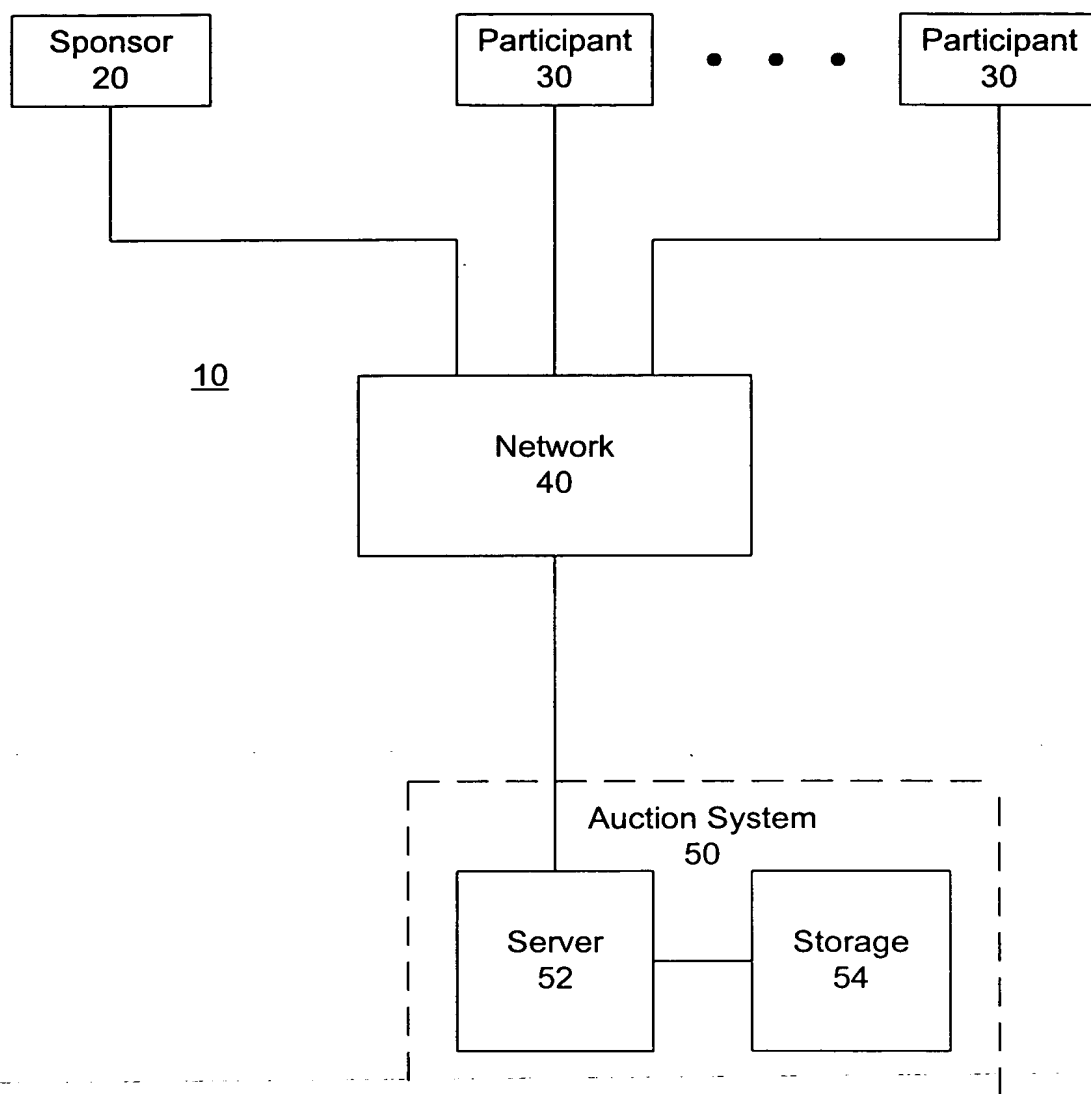 Sponsor
20
Participant
30
Participant
30
10
Network
40
Auction System
50
Server
52
Storage
54